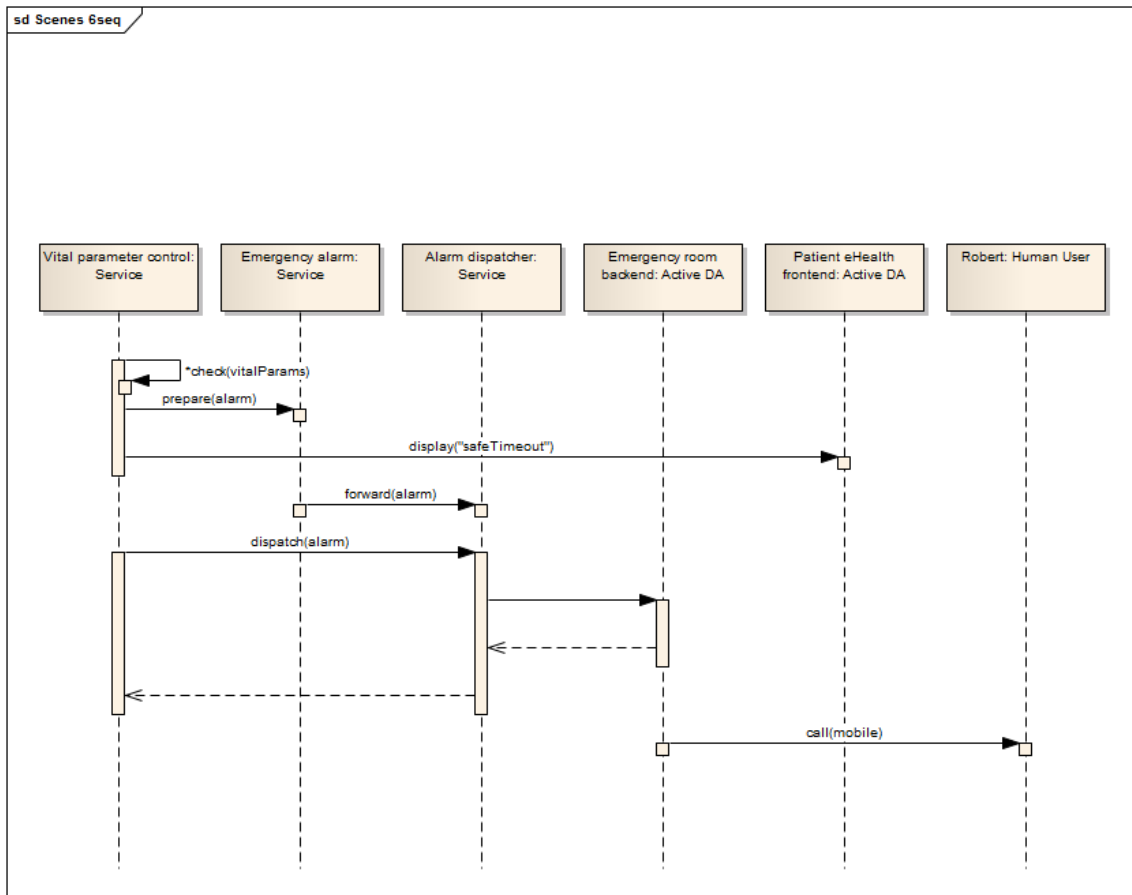 sd Scenes 6seq
Vital parameter control:
Service
Emergency alarm:
Service
Alarm dispatcher:
Service
Emergency room
backend: Active DA
Patient eHealth
frontend: Active DA
Robert: Human User
*check(vitalParams)
prepare(alarm)
display("safeTimeout")
forward(alarm)
dispatch(alarm)
call(mobile)